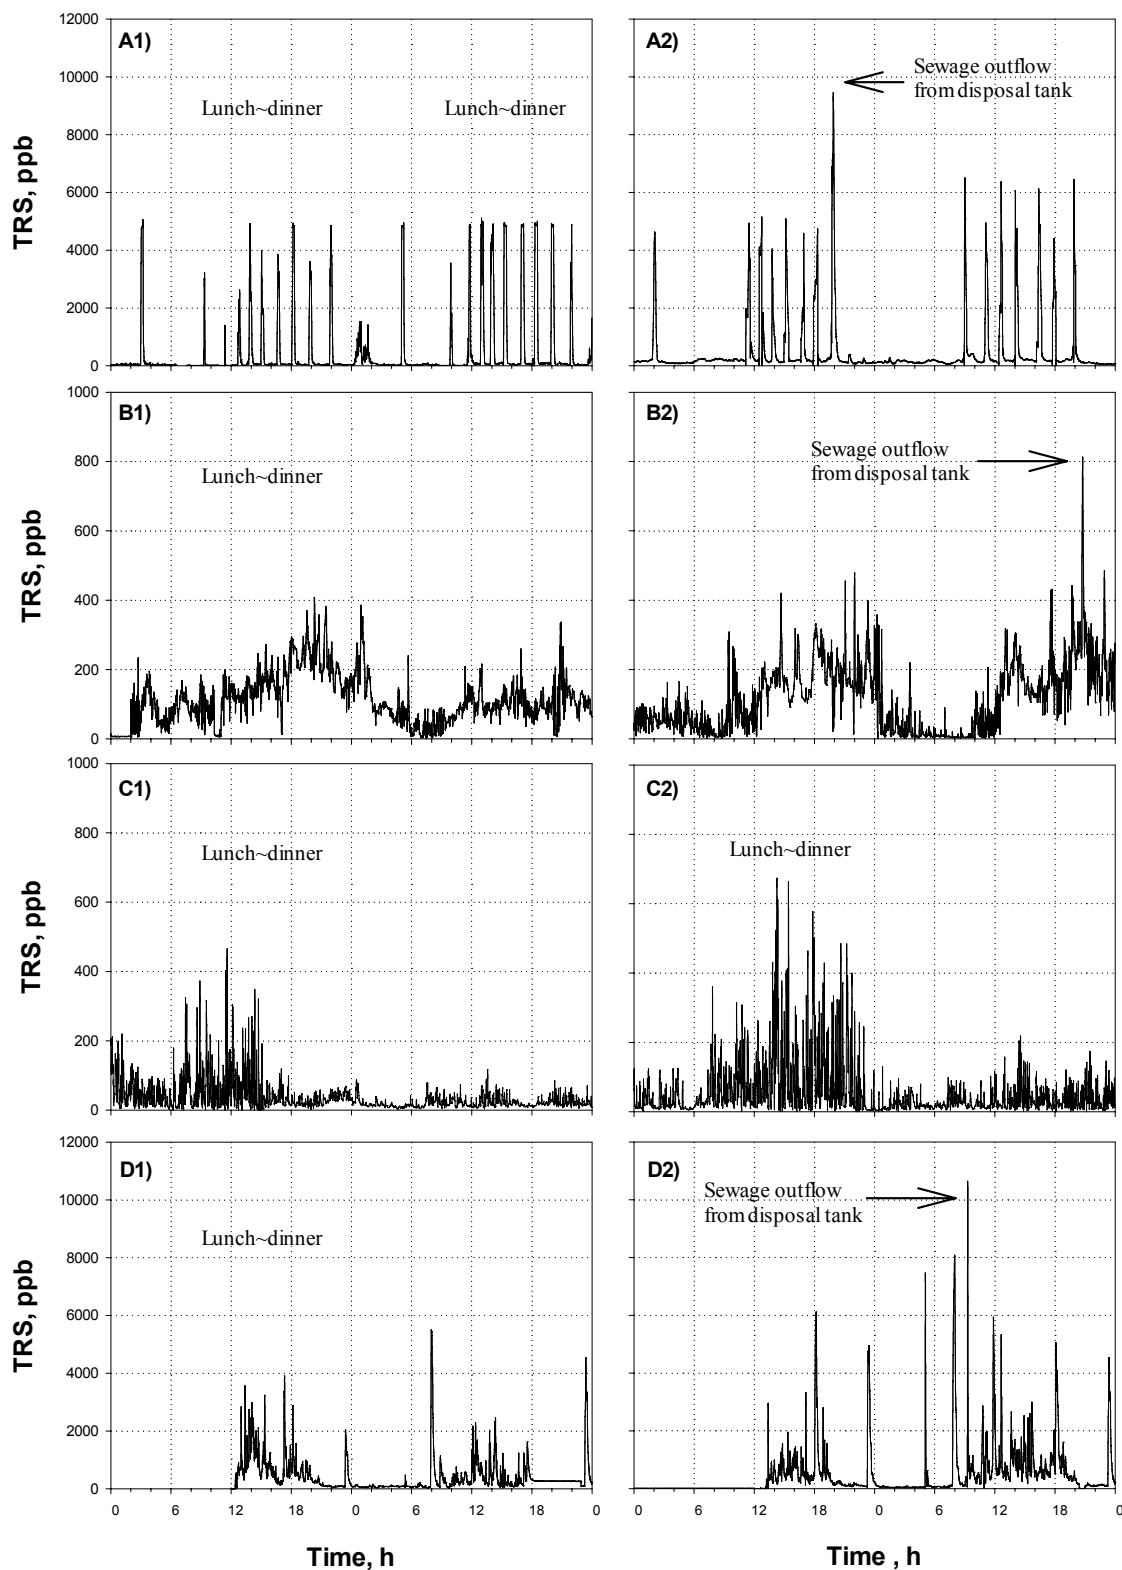 A1)
A2)
12000
10000
8000
6000
4000
2000
0
TRS, ppb
Lunch~dinner
Lunch~dinner
Sewage outflow
from disposal tank
B1)
B2)
1000
800
600
400
200
0
TRS, ppb
Lunch~dinner
Sewage outflow
from disposal tank
C1)
C2)
1000
800
600
400
200
0
TRS, ppb
Lunch~dinner
Lunch~dinner
D1)
D2)
12000
10000
8000
6000
4000
2000
0
TRS, ppb
Lunch~dinner
Sewage outflow
from disposal tank
0 6 12 18 0 6 12 18 0
0 6 12 18 0 6 12 18 0
Time, h
Time , h